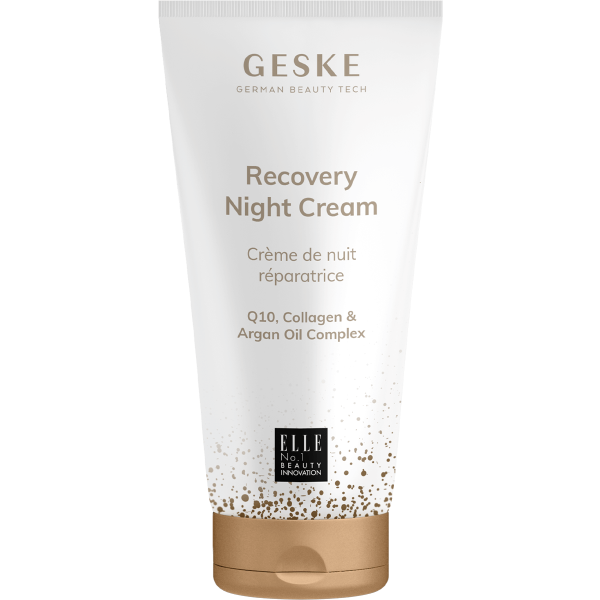 GESKE
GERMAN BEAUTY TECH
Recovery
Night Cream
Crème de nuit
réparatrice
Q10, Collagen &
Argan Oil Complex
ELLE
No.1
BEAUTY
INNOVATION